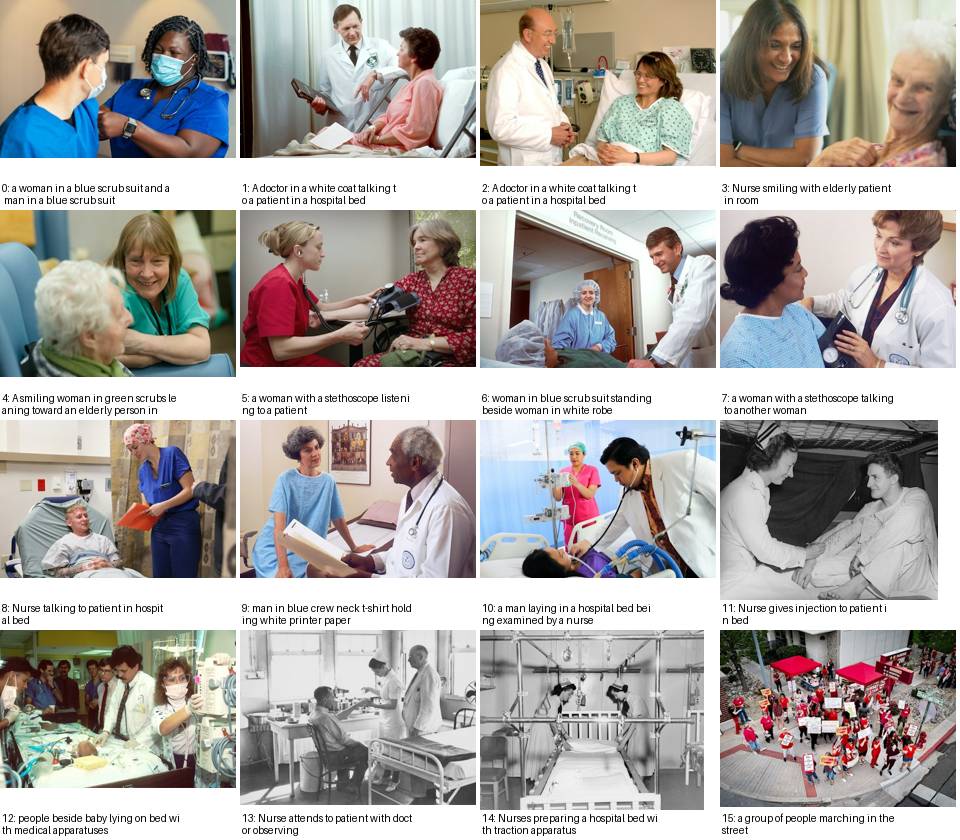 0: a woman in a blue scrub suit and a
man in a blue scrub suit
1: A doctor in a white coat talking t
o a patient in a hospital bed
2: A doctor in a white coat talking t
o a patient in a hospital bed
3: Nurse smiling with elderly patient
in room
Recovery Room
Inpatient Recovery
4: A smiling woman in green scrubs le
aning toward an elderly person in
5: a woman with a stethoscope listeni
ng to a patient
6: woman in blue scrub suit standing
beside woman in white robe
7: a woman with a stethoscope talking
to another woman
8: Nurse talking to patient in hospit
al bed
9: man in blue crew neck t-shirt hold
ing white printer paper
10: a man laying in a hospital bed bei
ng examined by a nurse
11: Nurse gives injection to patient i
n bed
12: people beside baby lying on bed wi
th medical apparatuses
13: Nurse attends to patient with doct
or observing
14: Nurses preparing a hospital bed wi
th traction apparatus
15: a group of people marching in the
street